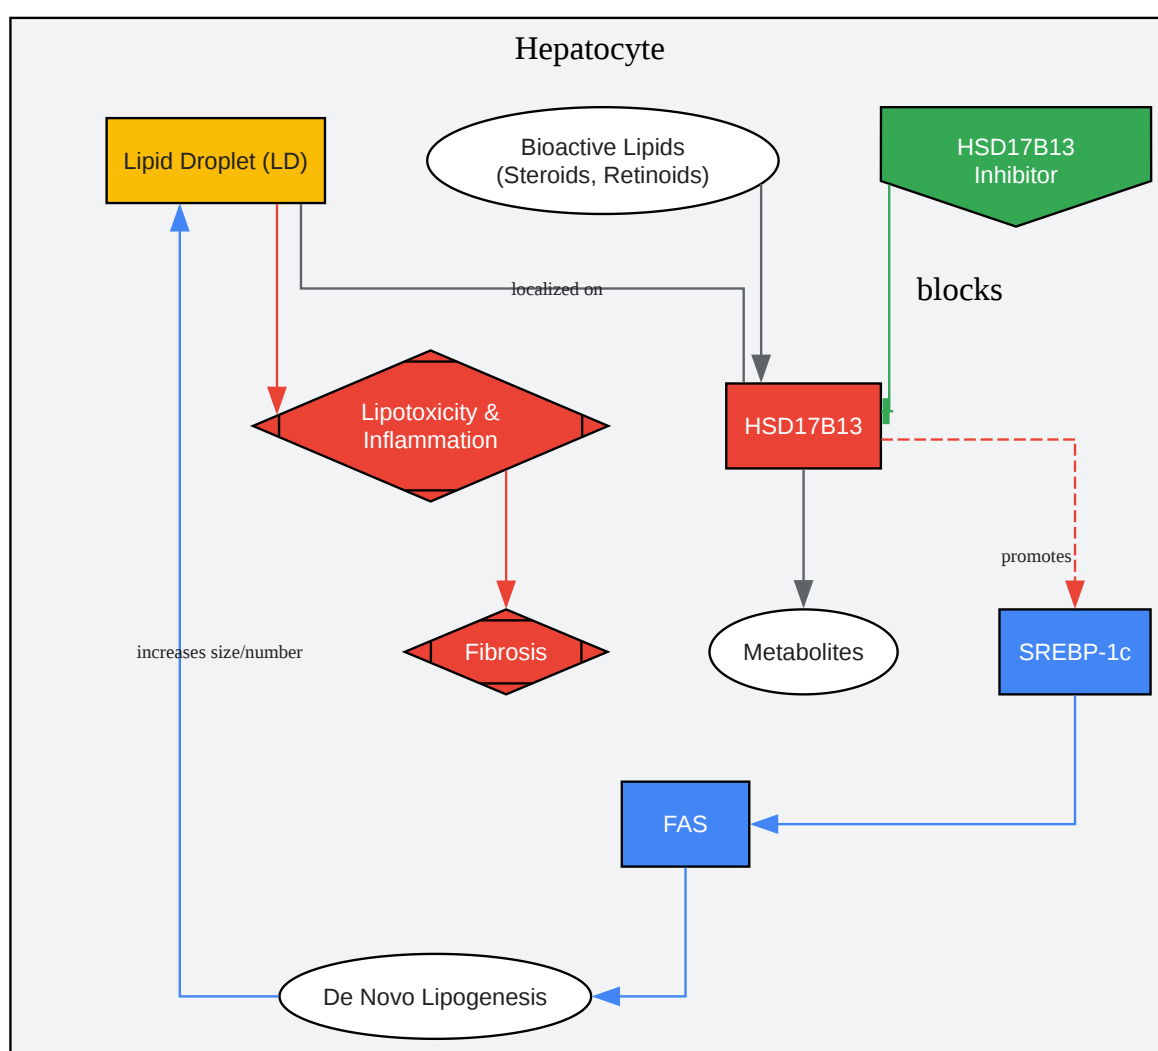 Hepatocyte
Lipid Droplet (LD)
Bioactive Lipids
(Steroids, Retinoids)
HSD17B13
Inhibitor
localized on
blocks
Lipotoxicity &
Inflammation
HSD17B13
promotes
increases size/number
Fibrosis
Metabolites
SREBP-1c
FAS
De Novo Lipogenesis